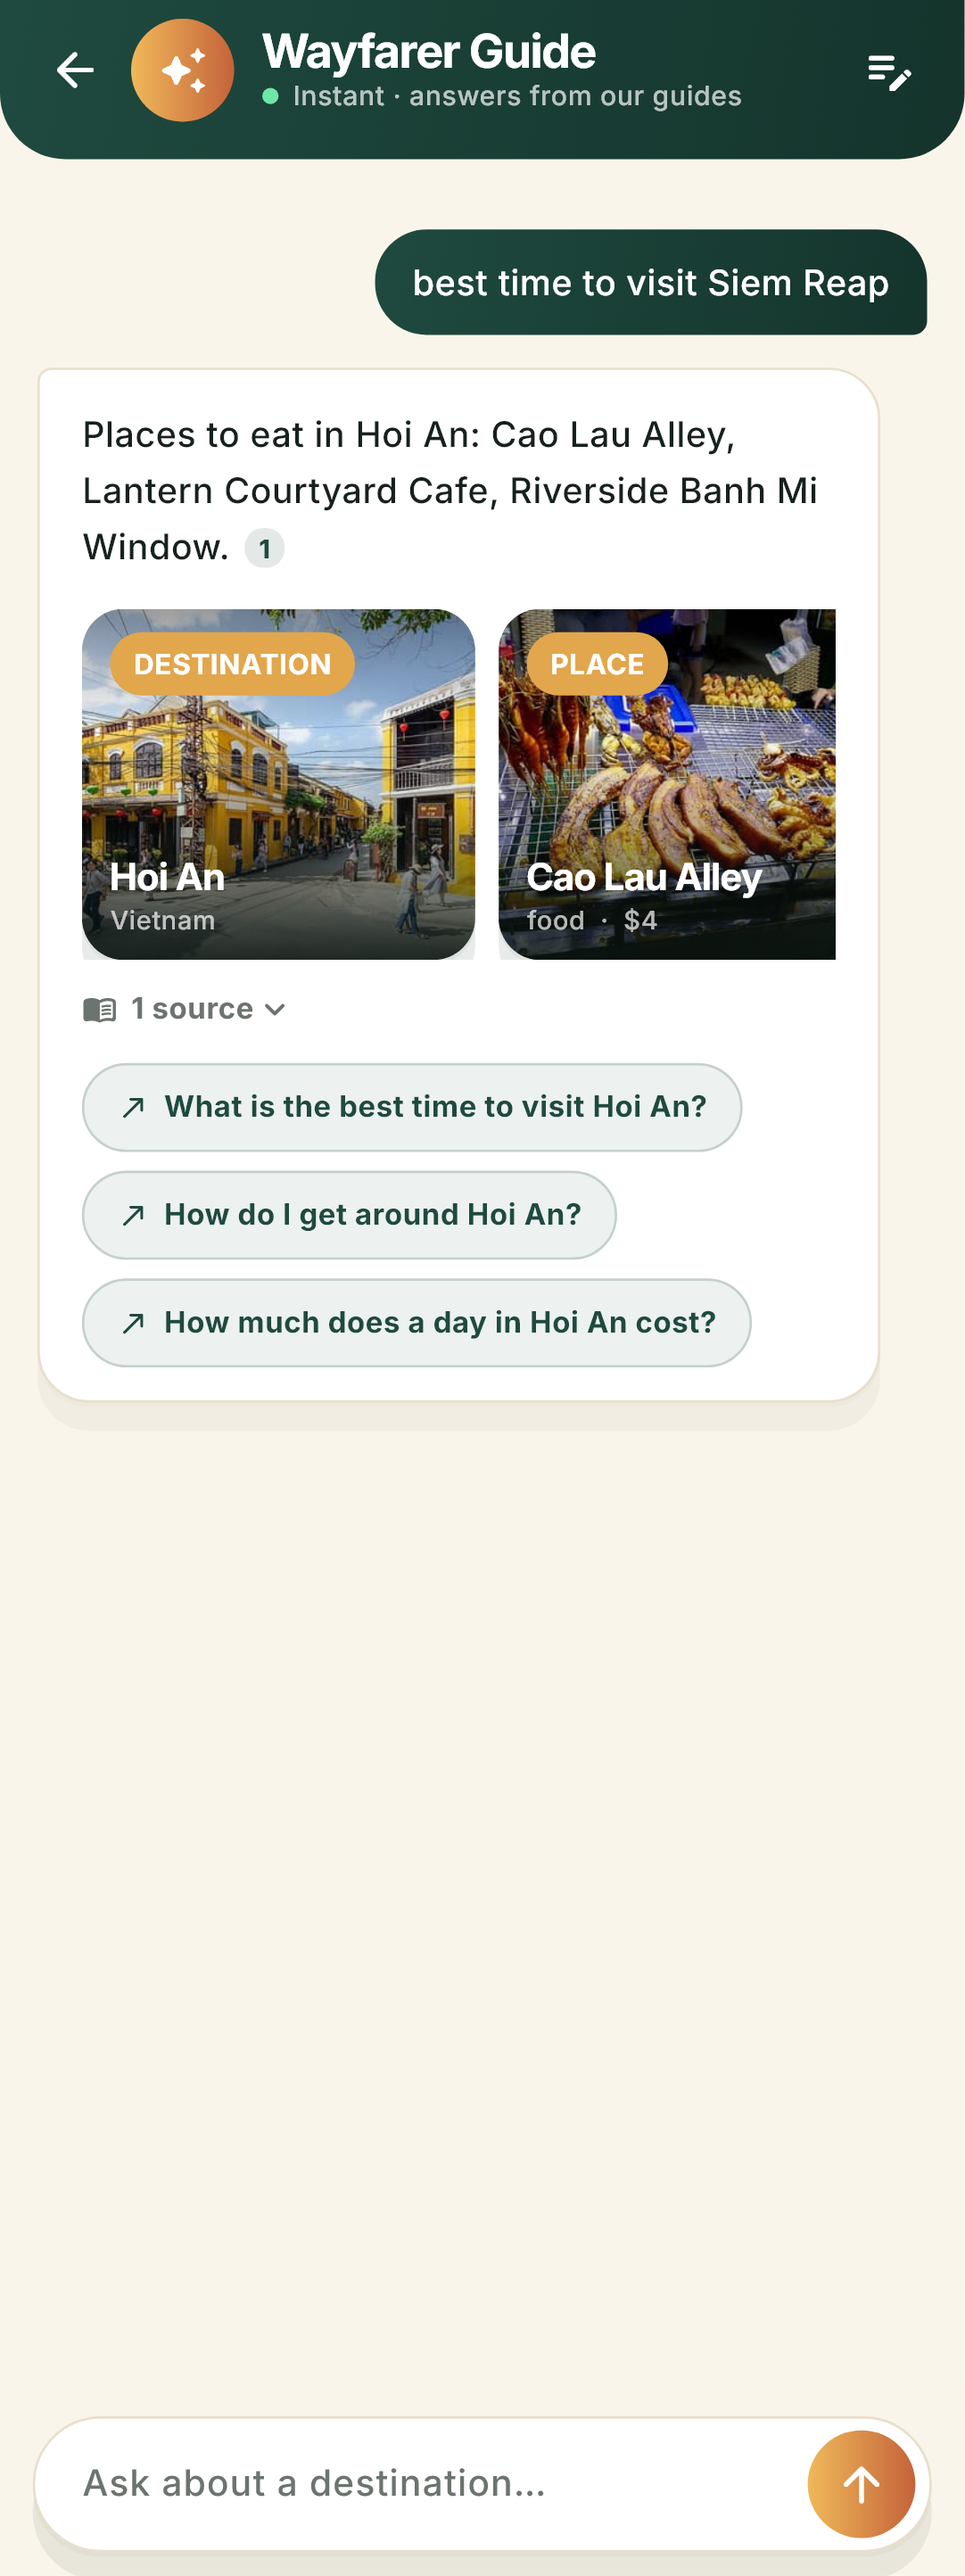 Wayfarer Guide
Instant · answers from our guides
best time to visit Siem Reap
Places to eat in Hoi An: Cao Lau Alley,
Lantern Courtyard Cafe, Riverside Banh Mi
Window. 1
DESTINATION
Hoi An
Vietnam
PLACE
Cao Lau Alley
food · $4
1 source
What is the best time to visit Hoi An?
How do I get around Hoi An?
How much does a day in Hoi An cost?
Ask about a destination...